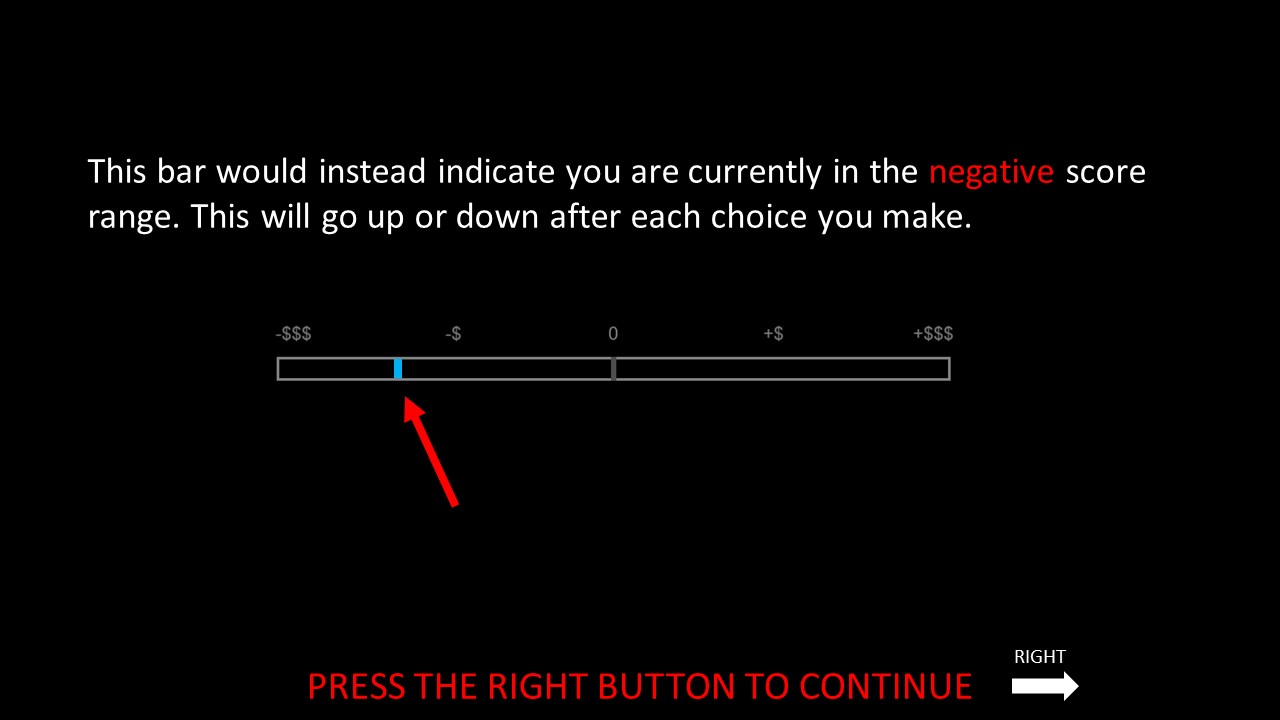 This bar would instead indicate you are currently in the negative score
range. This will go up or down after each choice you make.
-$$$ -$ 0 +$ +$$$
RIGHT
PRESS THE RIGHT BUTTON TO CONTINUE